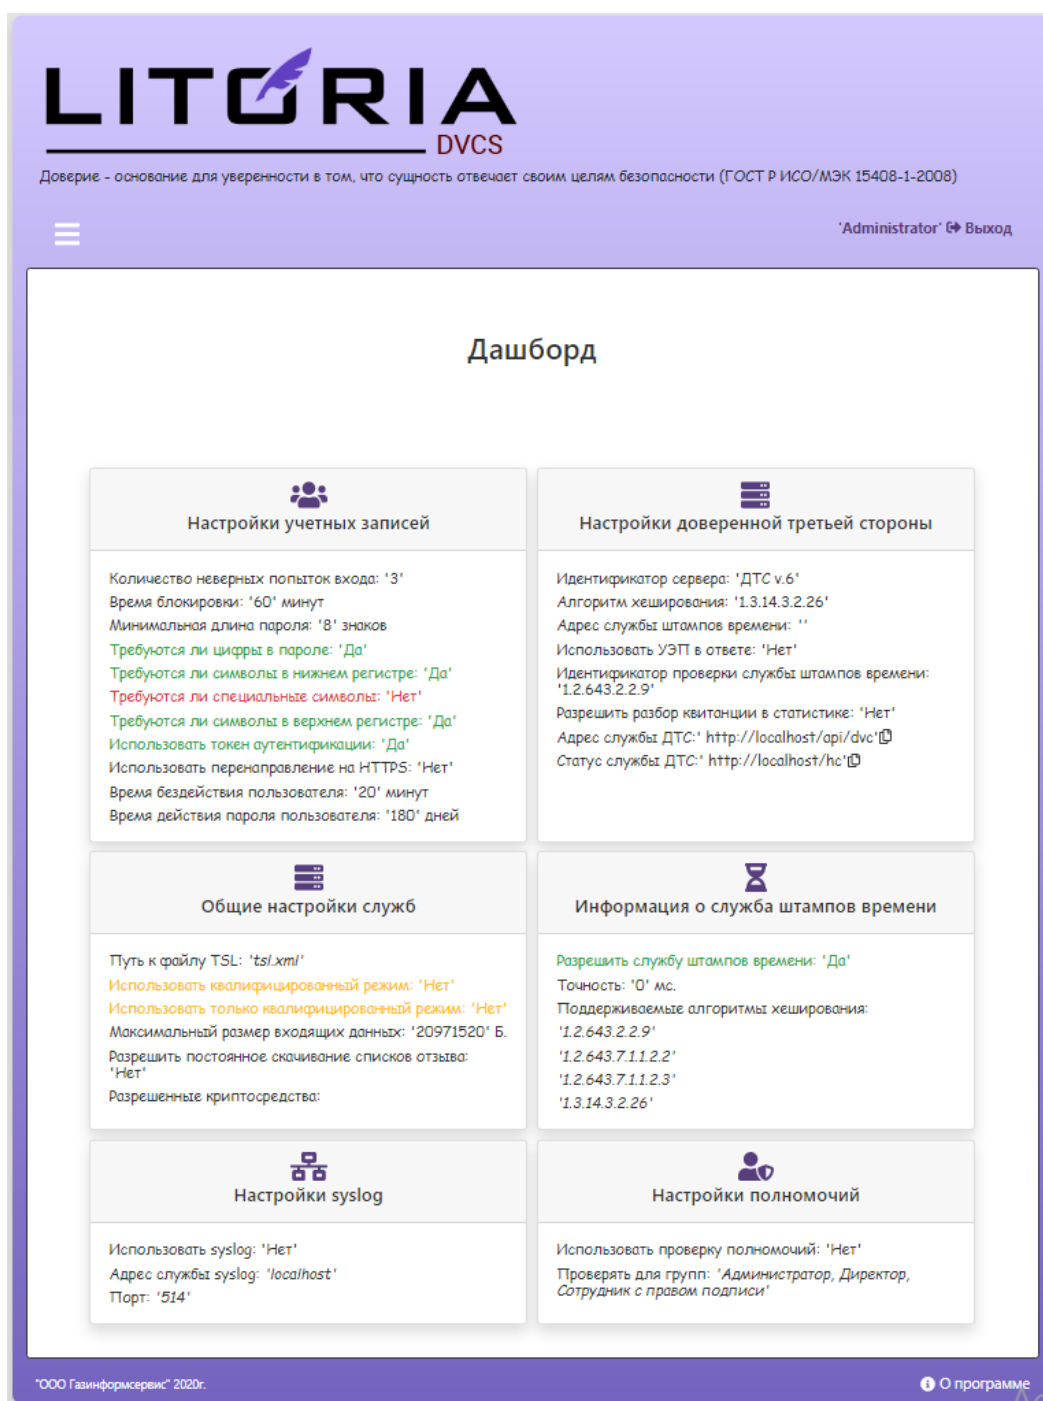 LITORIA
DVCS
Доверие - основание для уверенности в том, что сущность отвечает своим целям безопасности (ГОСТ Р ИСО/МЭК 15408-1-2008)
'Administrator' Выход
Дашборд
Настройки учетных записей
Количество неверных попыток входа: '3'
Время блокировки: '60' минут
Минимальная длина пароля: '8' знаков
Требуются ли цифры в пароле: 'Да'
Требуются ли символы в нижнем регистре: 'Да'
Требуются ли специальные символы: 'Нет'
Требуются ли символы в верхнем регистре: 'Да'
Использовать токен аутентификации: 'Да'
Использовать перенаправление на HTTPS: 'Нет'
Время бездействия пользователя: '20' минут
Время действия пароля пользователя: '180' дней
Настройки доверенной третьей стороны
Идентификатор сервера: 'ДТС v.6'
Алгоритм хеширования: '1.3.14.3.2.26'
Адрес службы штампов времени: ''
Использовать УЭП в ответе: 'Нет'
Идентификатор проверки службы штампов времени:
'1.2.643.2.2.9'
Разрешить разбор квитанции в статистике: 'Нет'
Адрес службы ДТС:' http://localhost/api/dvc'
Статус службы ДТС:' http://localhost/hc'
Общие настройки служб
Путь к файлу TSL: 'tsl.xml'
Использовать квалифицированный режим: 'Нет'
Использовать только квалифицированный режим: 'Нет'
Максимальный размер входящих данных: '20971520' Б.
Разрешить постоянное скачивание списков отзыва:
'Нет'
Разрешенные криптосредства:
Информация о служба штампов времени
Разрешить службу штампов времени: 'Да'
Точность: '0' мс.
Поддерживаемые алгоритмы хеширования:
'1.2.643.2.2.9'
'1.2.643.7.1.1.2.2'
'1.2.643.7.1.1.2.3'
'1.3.14.3.2.26'
Настройки syslog
Использовать syslog: 'Нет'
Адрес службы syslog: 'localhost'
Порт: '514'
Настройки полномочий
Использовать проверку полномочий: 'Нет'
Проверять для групп: 'Администратор, Директор,
Сотрудник с правом подписи'
"ООО Газинформсервис" 2020г.
О программе